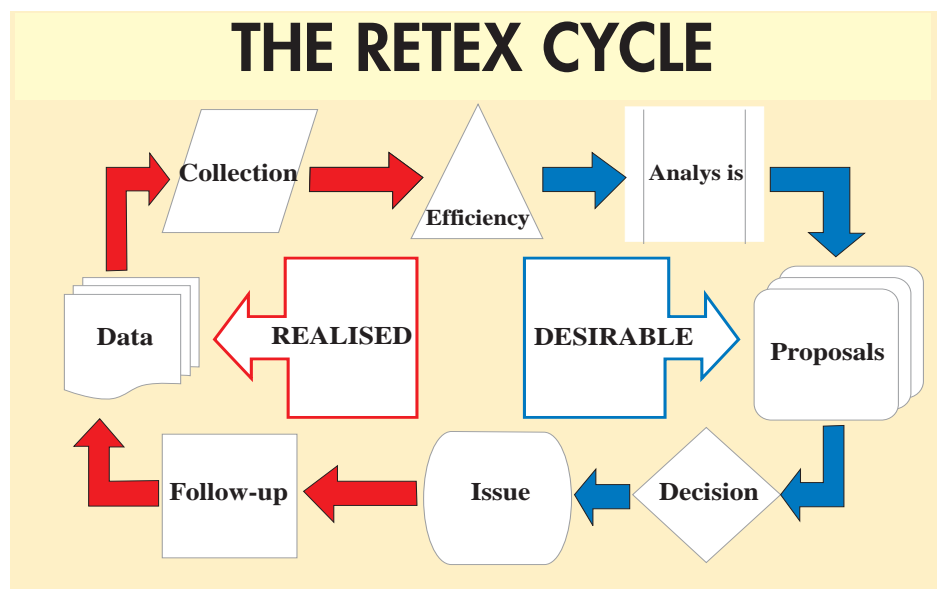 THE RETEX CYCLE
Collection
Efficiency
Analys is
Data
REALISED
DESIRABLE
Proposals
Follow-up
Issue
Decision